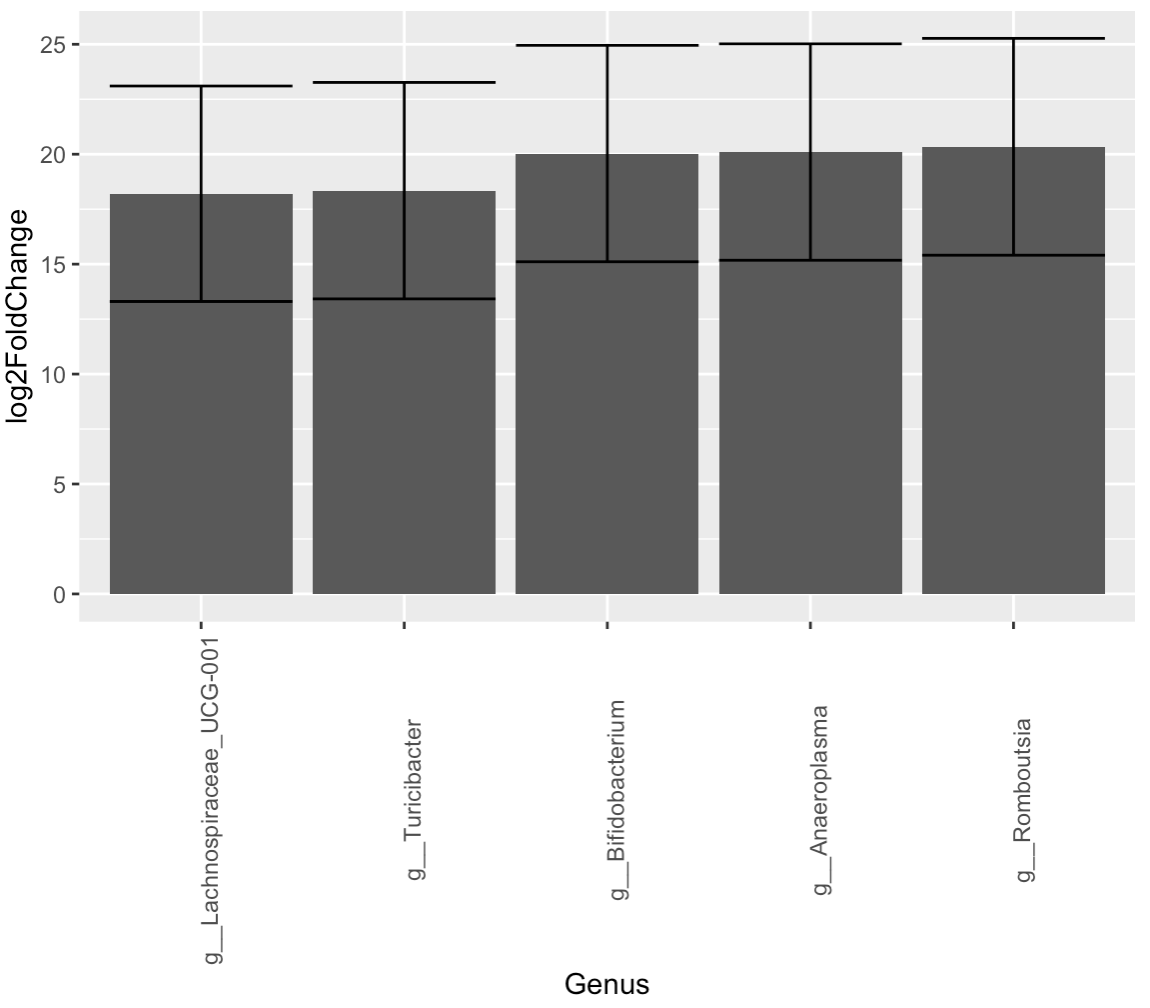 log2FoldChange
25
20
15
10
5
0
g__Lachnospiraceae_UCG-001
g__Turicibacter
g__Bifidobacterium
g__Anaeroplasma
g__Romboutsia
Genus